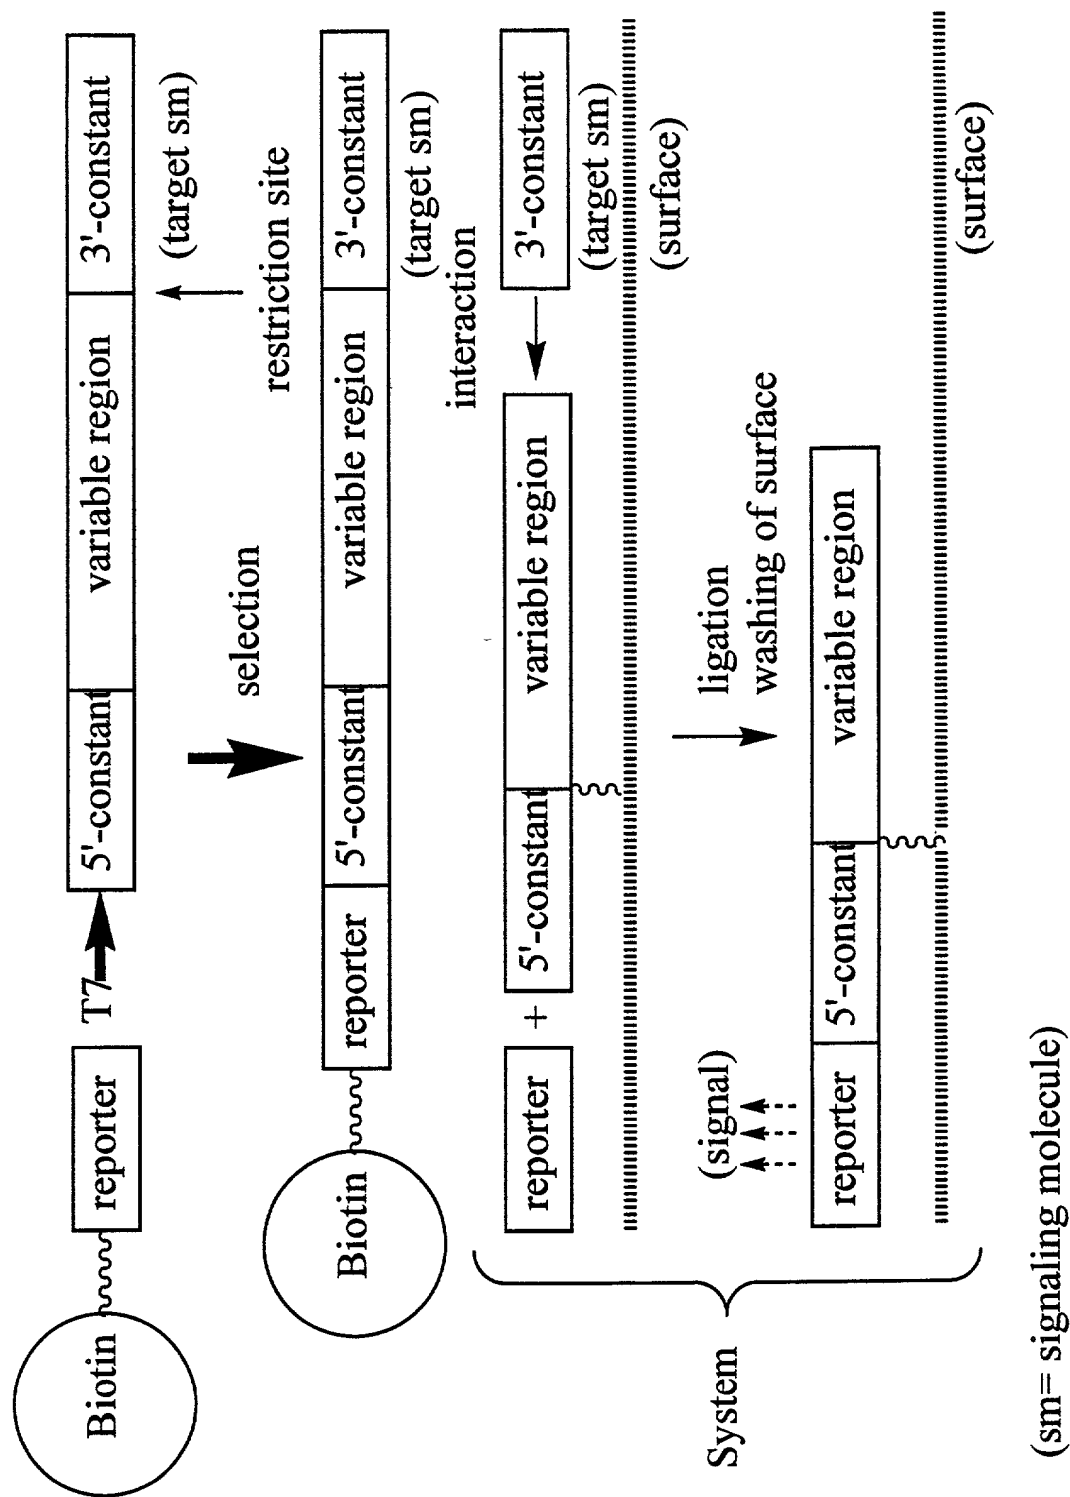 Biotin
reporter
T7
5'-constant
variable region
3'-constant
(target sm)
restriction site
selection
Biotin
reporter
5'-constant
variable region
3'-constant
(target sm)
interaction
reporter
+
5'-constant
variable region
3'-constant
(target sm)
(surface)
System
ligation
washing of surface
(signal)
reporter
5'-constant
variable region
(surface)
(sm= signaling molecule)